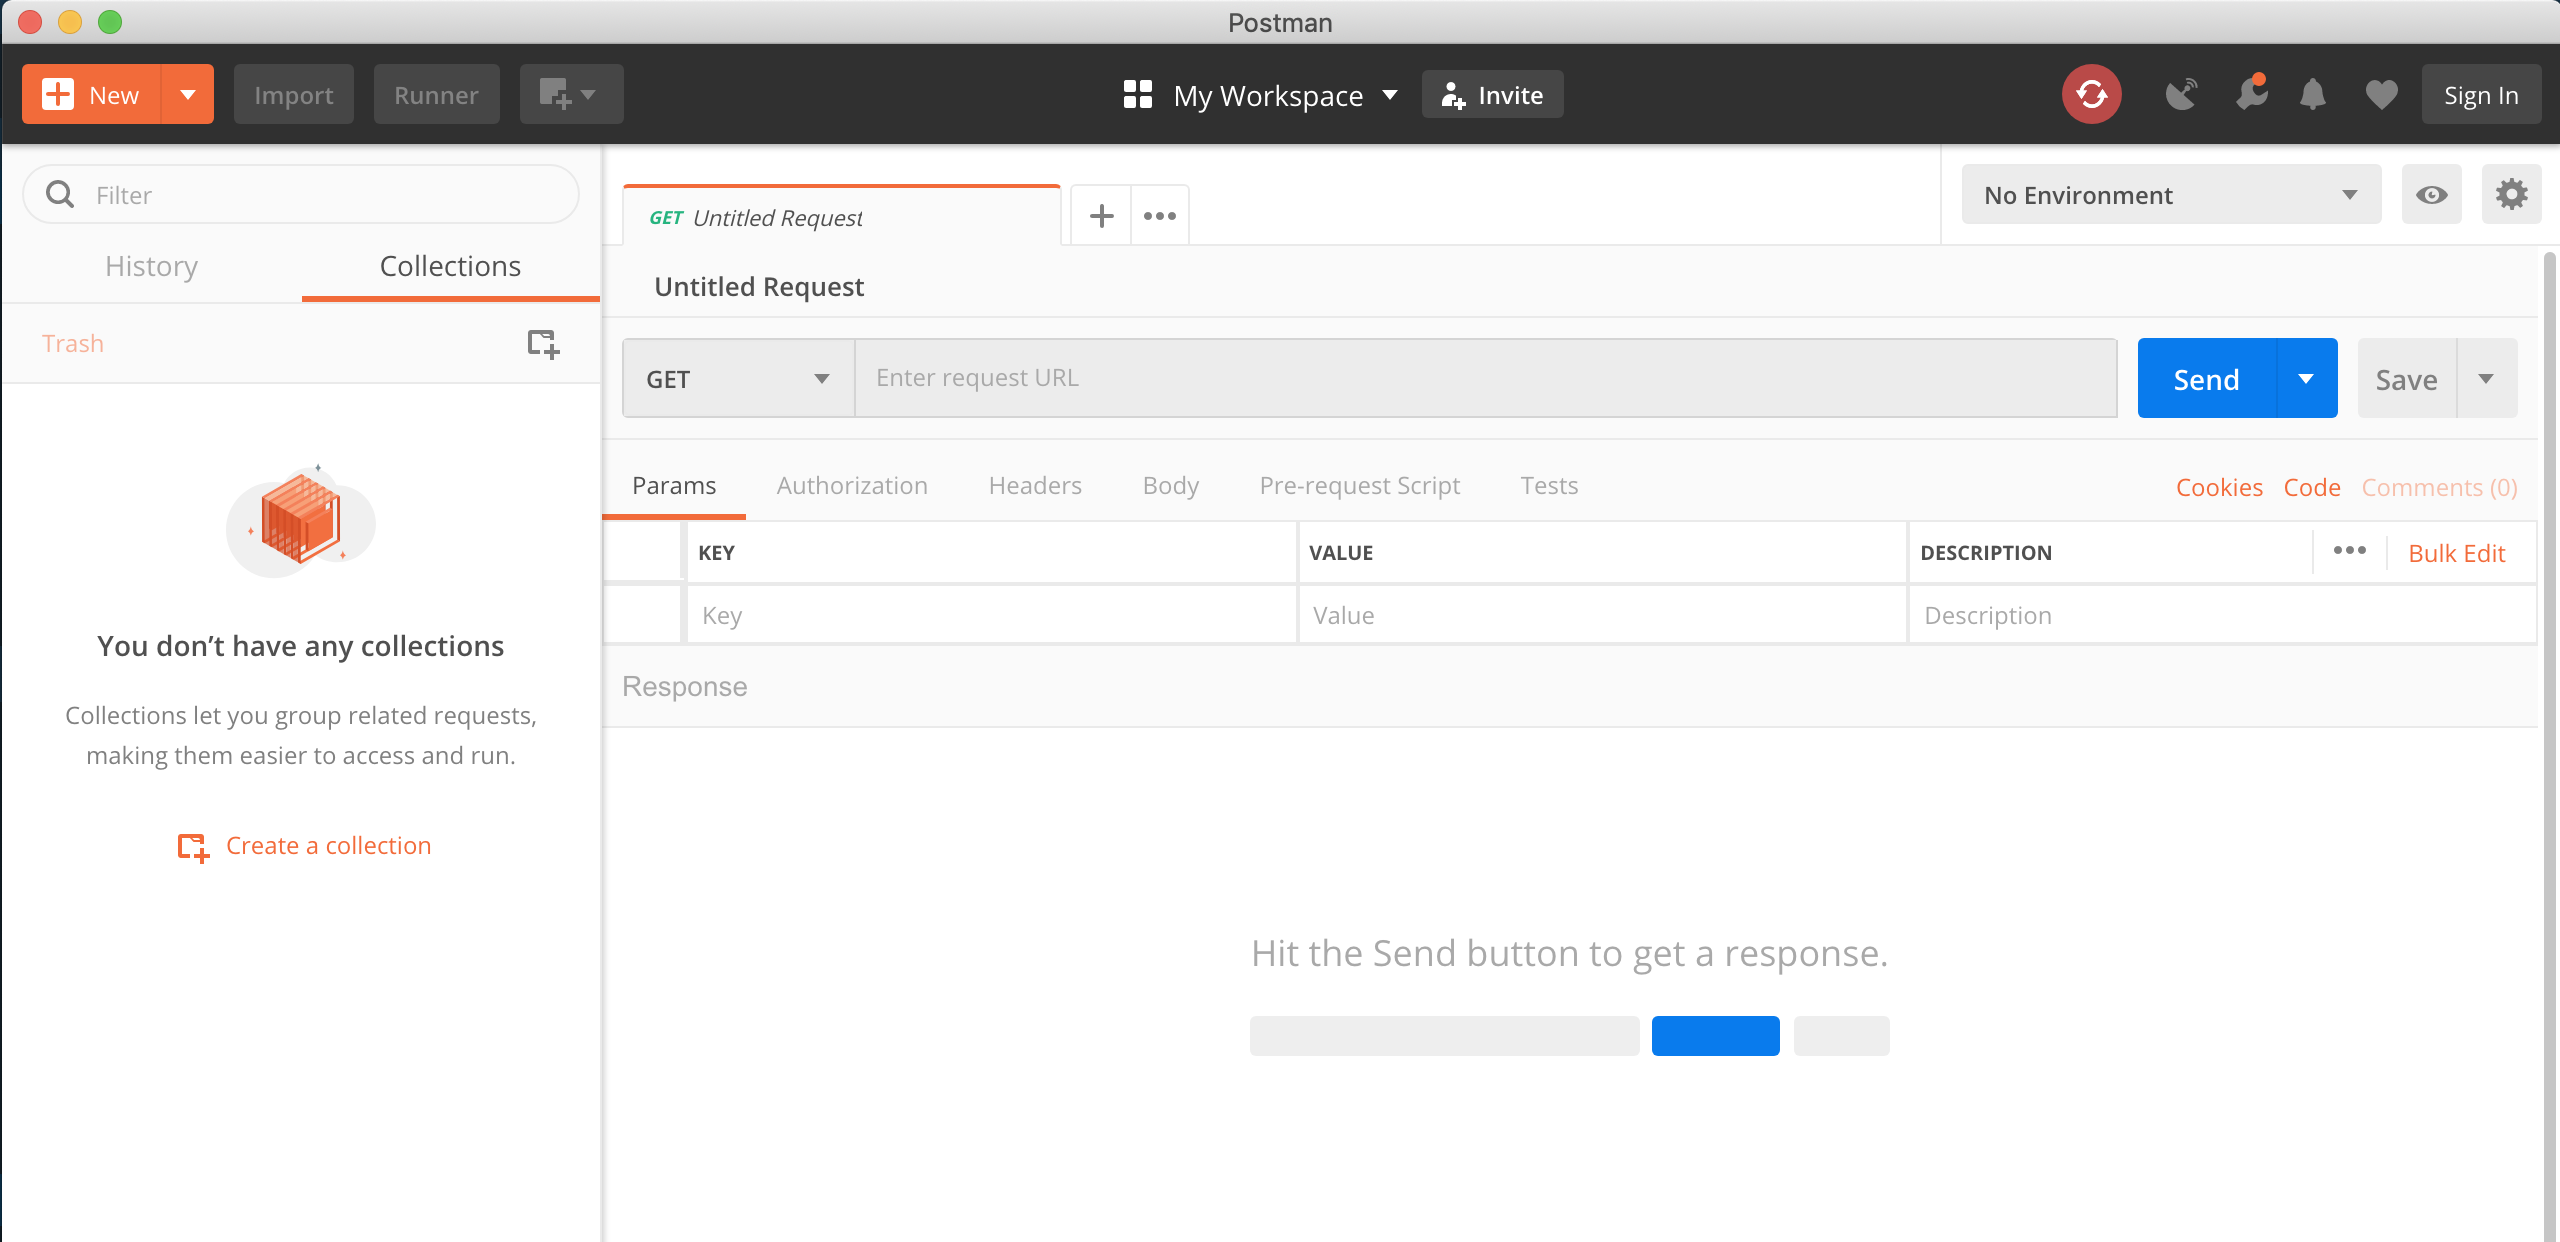 Postman
New
Import
Runner
My Workspace
Invite
Sign In
Filter
History
Collections
Trash
You don’t have any collections
Collections let you group related requests,
making them easier to access and run.
Create a collection
GET Untitled Request
No Environment
Untitled Request
GET
Enter request URL
Send
Save
Params
Authorization
Headers
Body
Pre-request Script
Tests
Cookies
Code
Comments (0)
KEY
VALUE
DESCRIPTION
Bulk Edit
Key
Value
Description
Response
Hit the Send button to get a response.